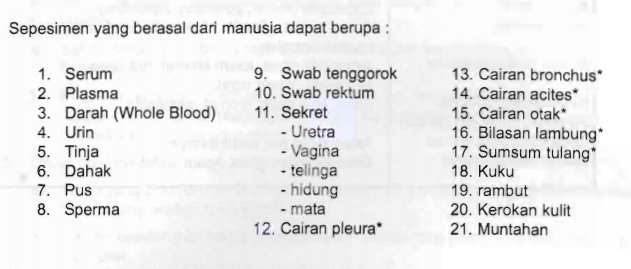 Sepesimen yang berasal dari manusia dapat berupa :
1. Serum
2. Plasma
3. Darah (Whole Blood)
4. Urin
5. Tinja
6. Dahak
7. Pus
8. Sperma
9. Swab tenggorok
10. Swab rektum
11. Sekret
- Uretra
- Vagina
- telinga
- hidung
- mata
12. Cairan pleura*
13. Cairan bronchus*
14. Cairan acites*
15. Cairan otak*
16. Bilasan lambung*
17. Sumsum tulang*
18. Kuku
19. rambut
20. Kerokan kulit
21. Muntahan